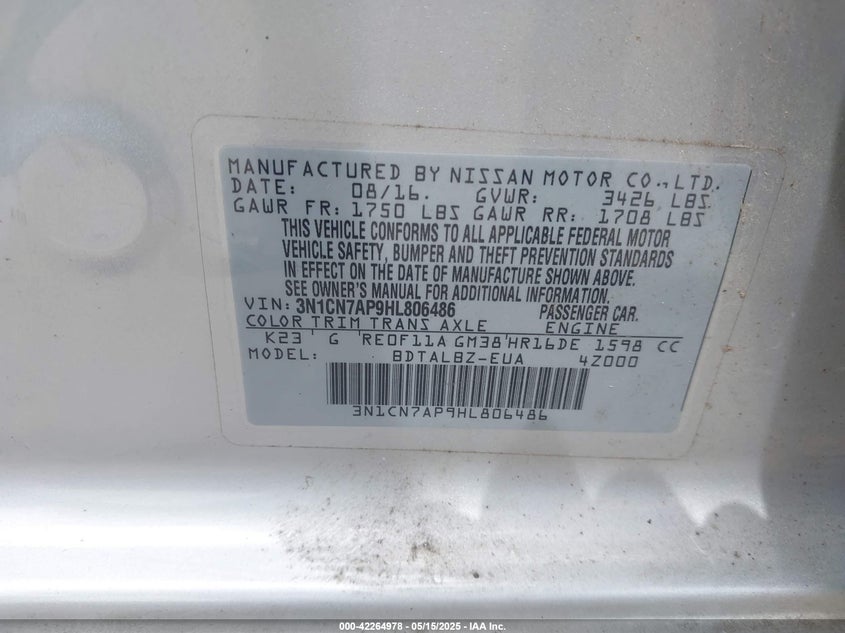 MANUFACTURED BY NISSAN MOTOR CO., LTD.
DATE: 08/16. GVWR: 3426 LBS
GAWR FR: 1750 LBS GAWR RR: 1708 LBS
THIS VEHICLE CONFORMS TO ALL APPLICABLE FEDERAL MOTOR
VEHICLE SAFETY, BUMPER AND THEFT PREVENTION STANDARDS
IN EFFECT ON THE DATE OF MANUFACTURE SHOWN ABOVE.
SEE OWNER'S MANUAL FOR ADDITIONAL INFORMATION.
VIN: 3N1CN7AP9HL806486 PASSENGER CAR.
COLOR TRIM TRANS AXLE ENGINE
K23 G RE0F11A GM38 HR16DE 1598 CC
MODEL: BDTALBZ-EUA 4Z000
3N1CN7AP9HL806486
000-42264978 - 05/15/2025 - IAA Inc.